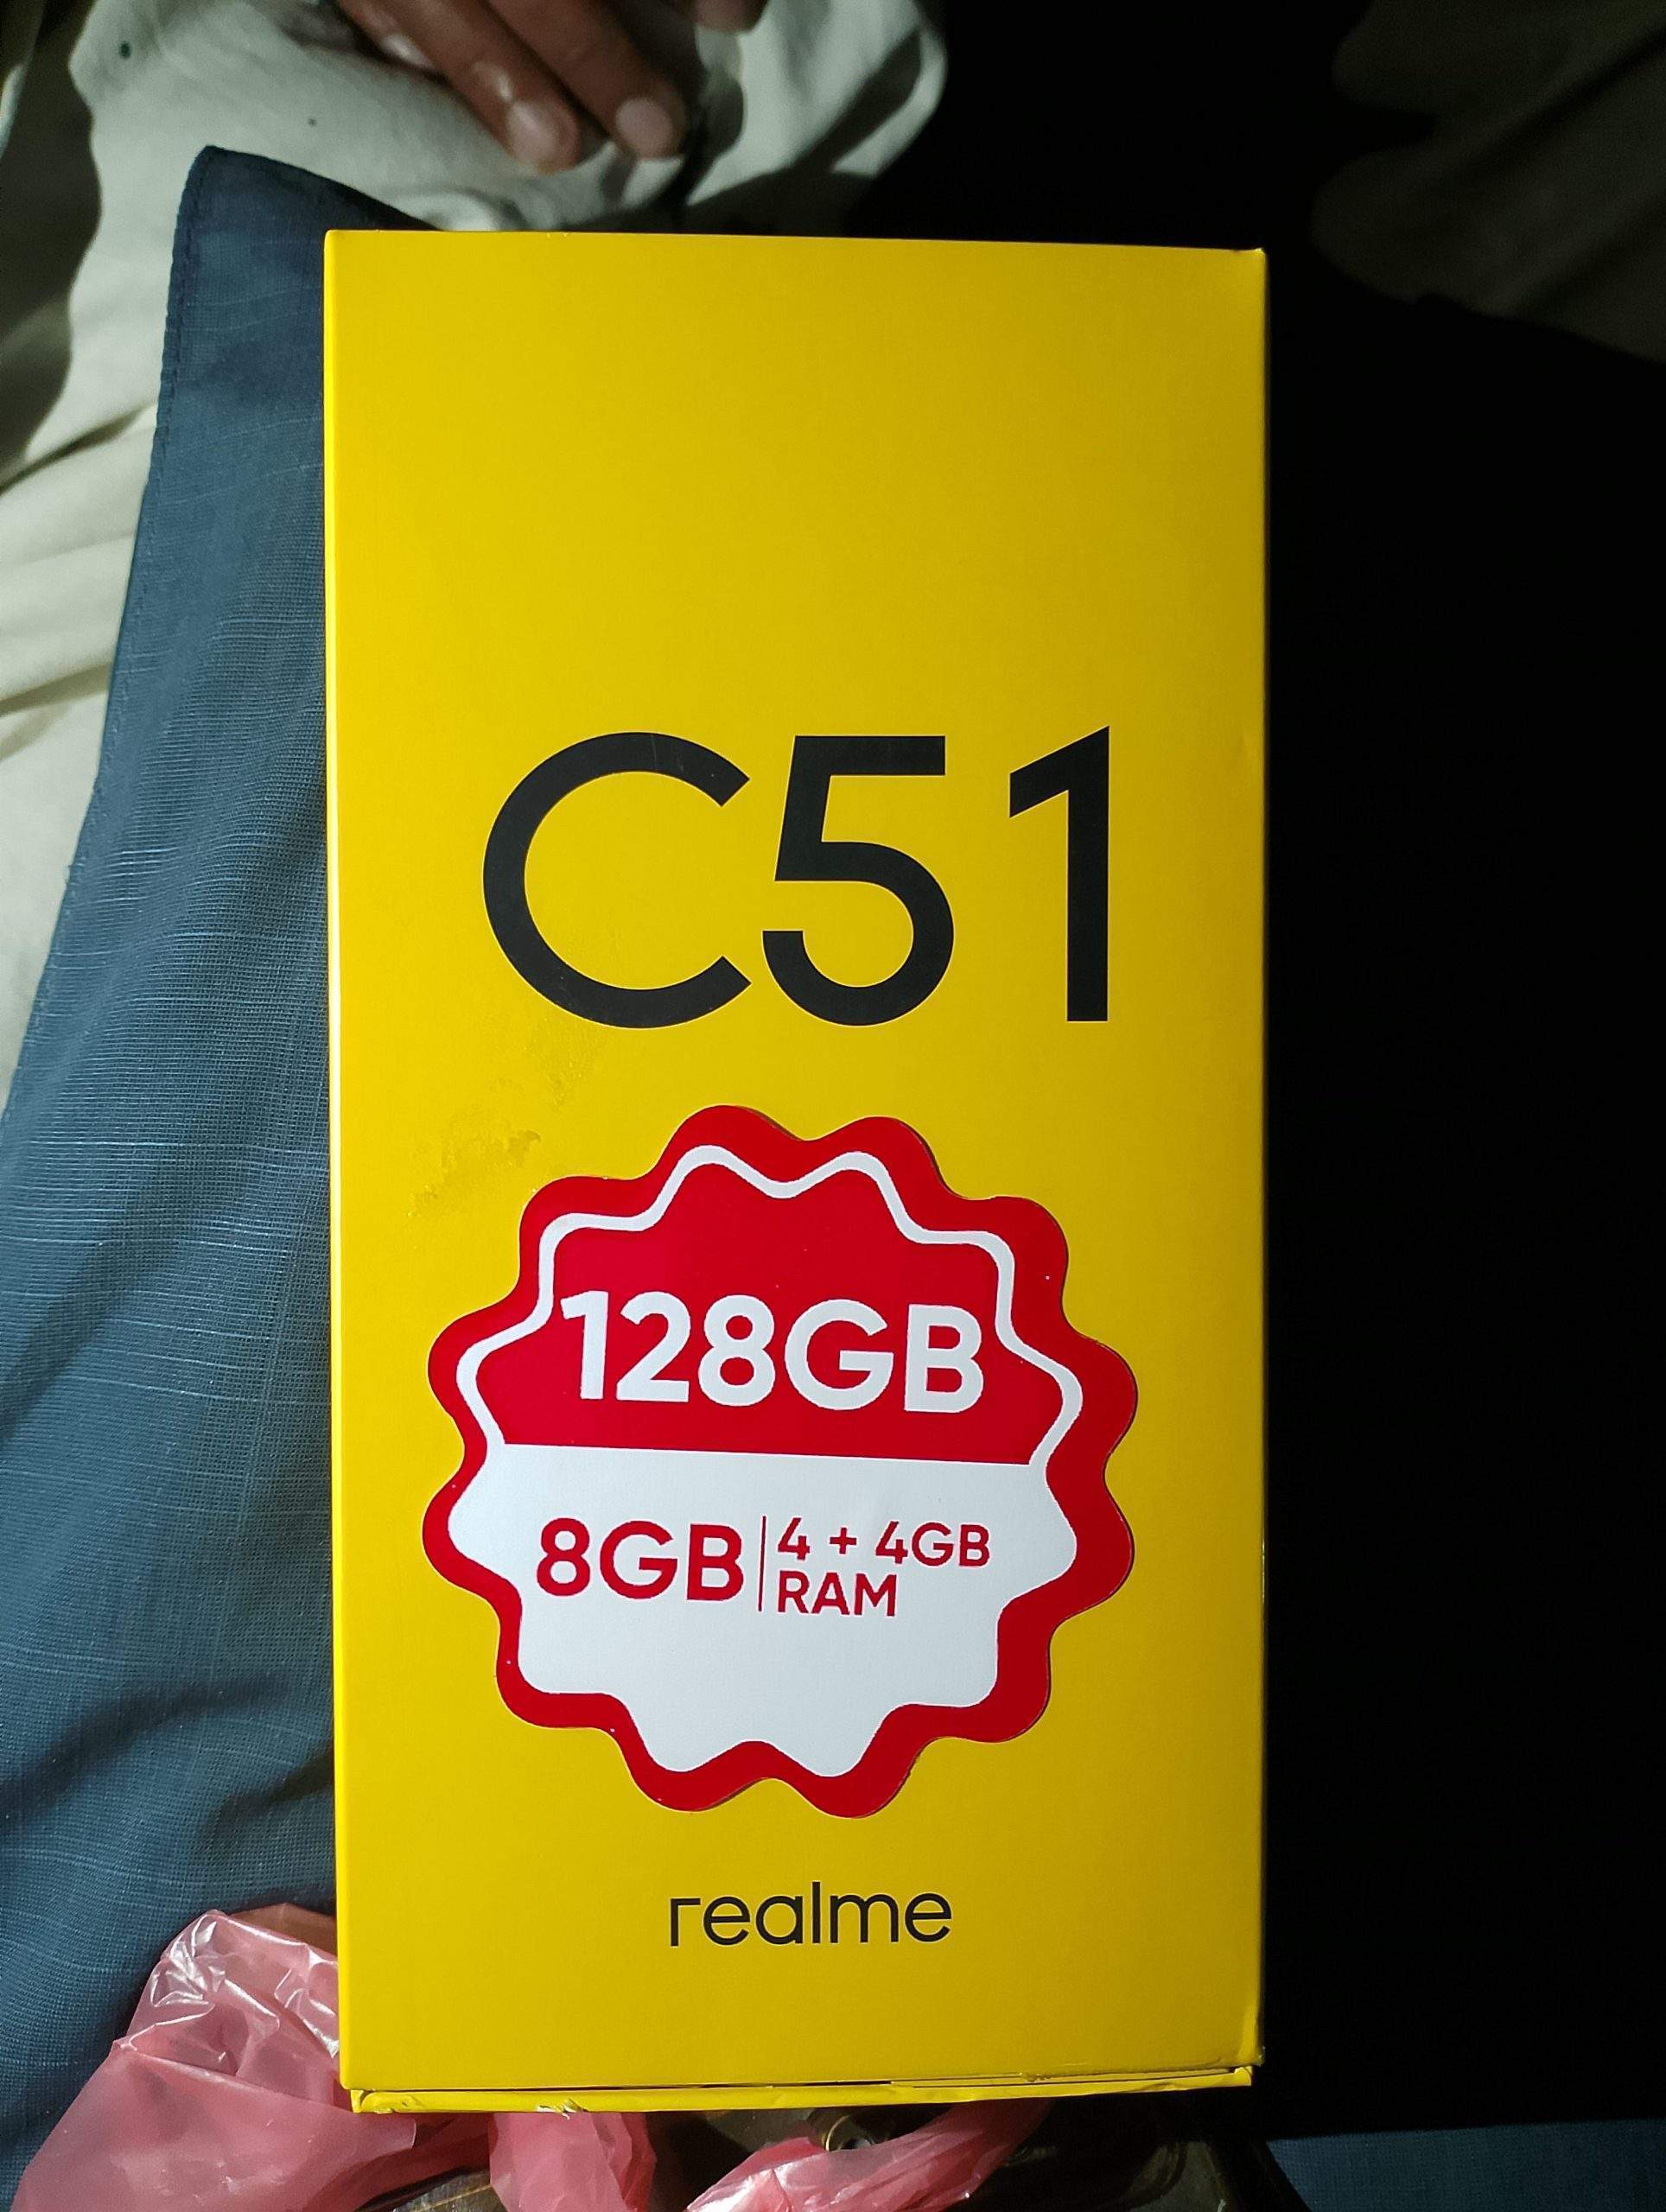 C51
128GB
8GB | 4 + 4GB
RAM
realme